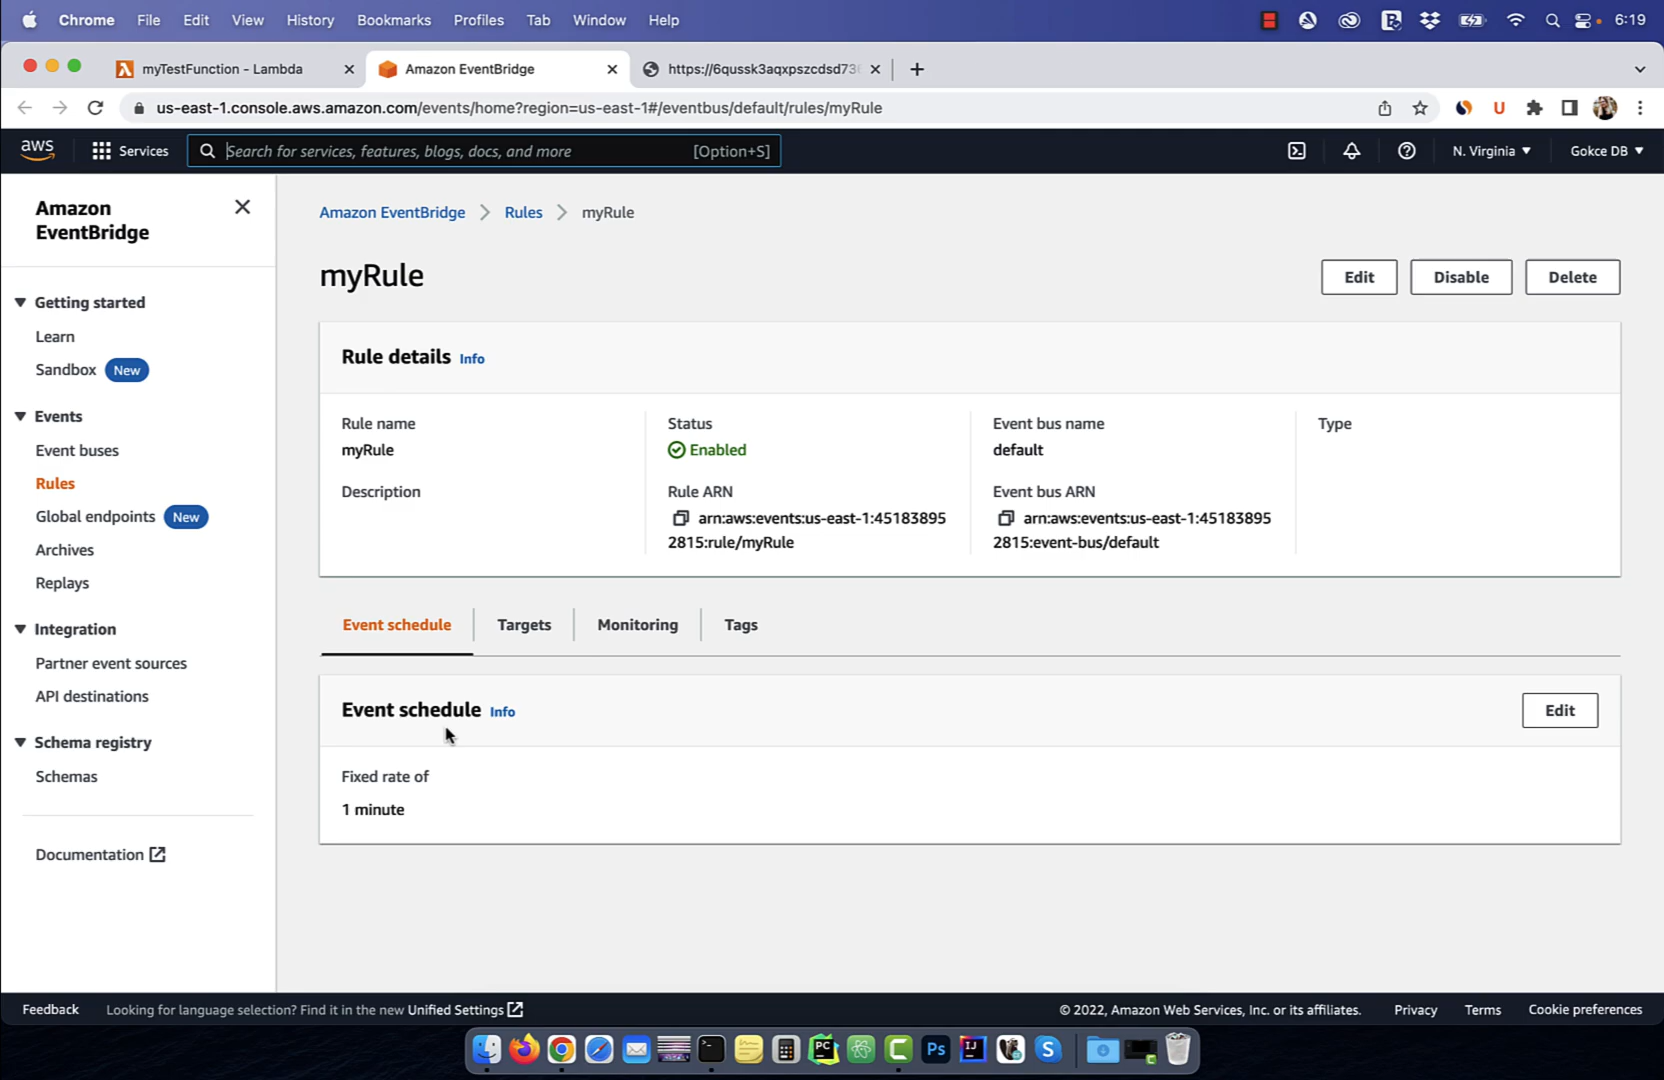 Chrome File Edit View History Bookmarks Profiles Tab Window Help 6:19
myTestFunction - Lambda Amazon EventBridge https://6qussk3aqxpszcdsd73
us-east-1.console.aws.amazon.com/events/home?region=us-east-1#/eventbus/default/rules/myRule
aws Services Search for services, features, blogs, docs, and more [Option+S] N. Virginia Gokce DB
Amazon
EventBridge
Getting started
Learn
Sandbox New
Events
Event buses
Rules
Global endpoints New
Archives
Replays
Integration
Partner event sources
API destinations
Schema registry
Schemas
Documentation
Amazon EventBridge Rules myRule
myRule
Edit Disable Delete
Rule details Info
Rule name
myRule
Description
Status
Enabled
Rule ARN
arn:aws:events:us-east-1:45183895
2815:rule/myRule
Event bus name
default
Event bus ARN
arn:aws:events:us-east-1:45183895
2815:event-bus/default
Type
Event schedule Targets Monitoring Tags
Event schedule Info Edit
Fixed rate of
1 minute
Feedback Looking for language selection? Find it in the new Unified Settings © 2022, Amazon Web Services, Inc. or its affiliates. Privacy Terms Cookie preferences
PC Ps IJ